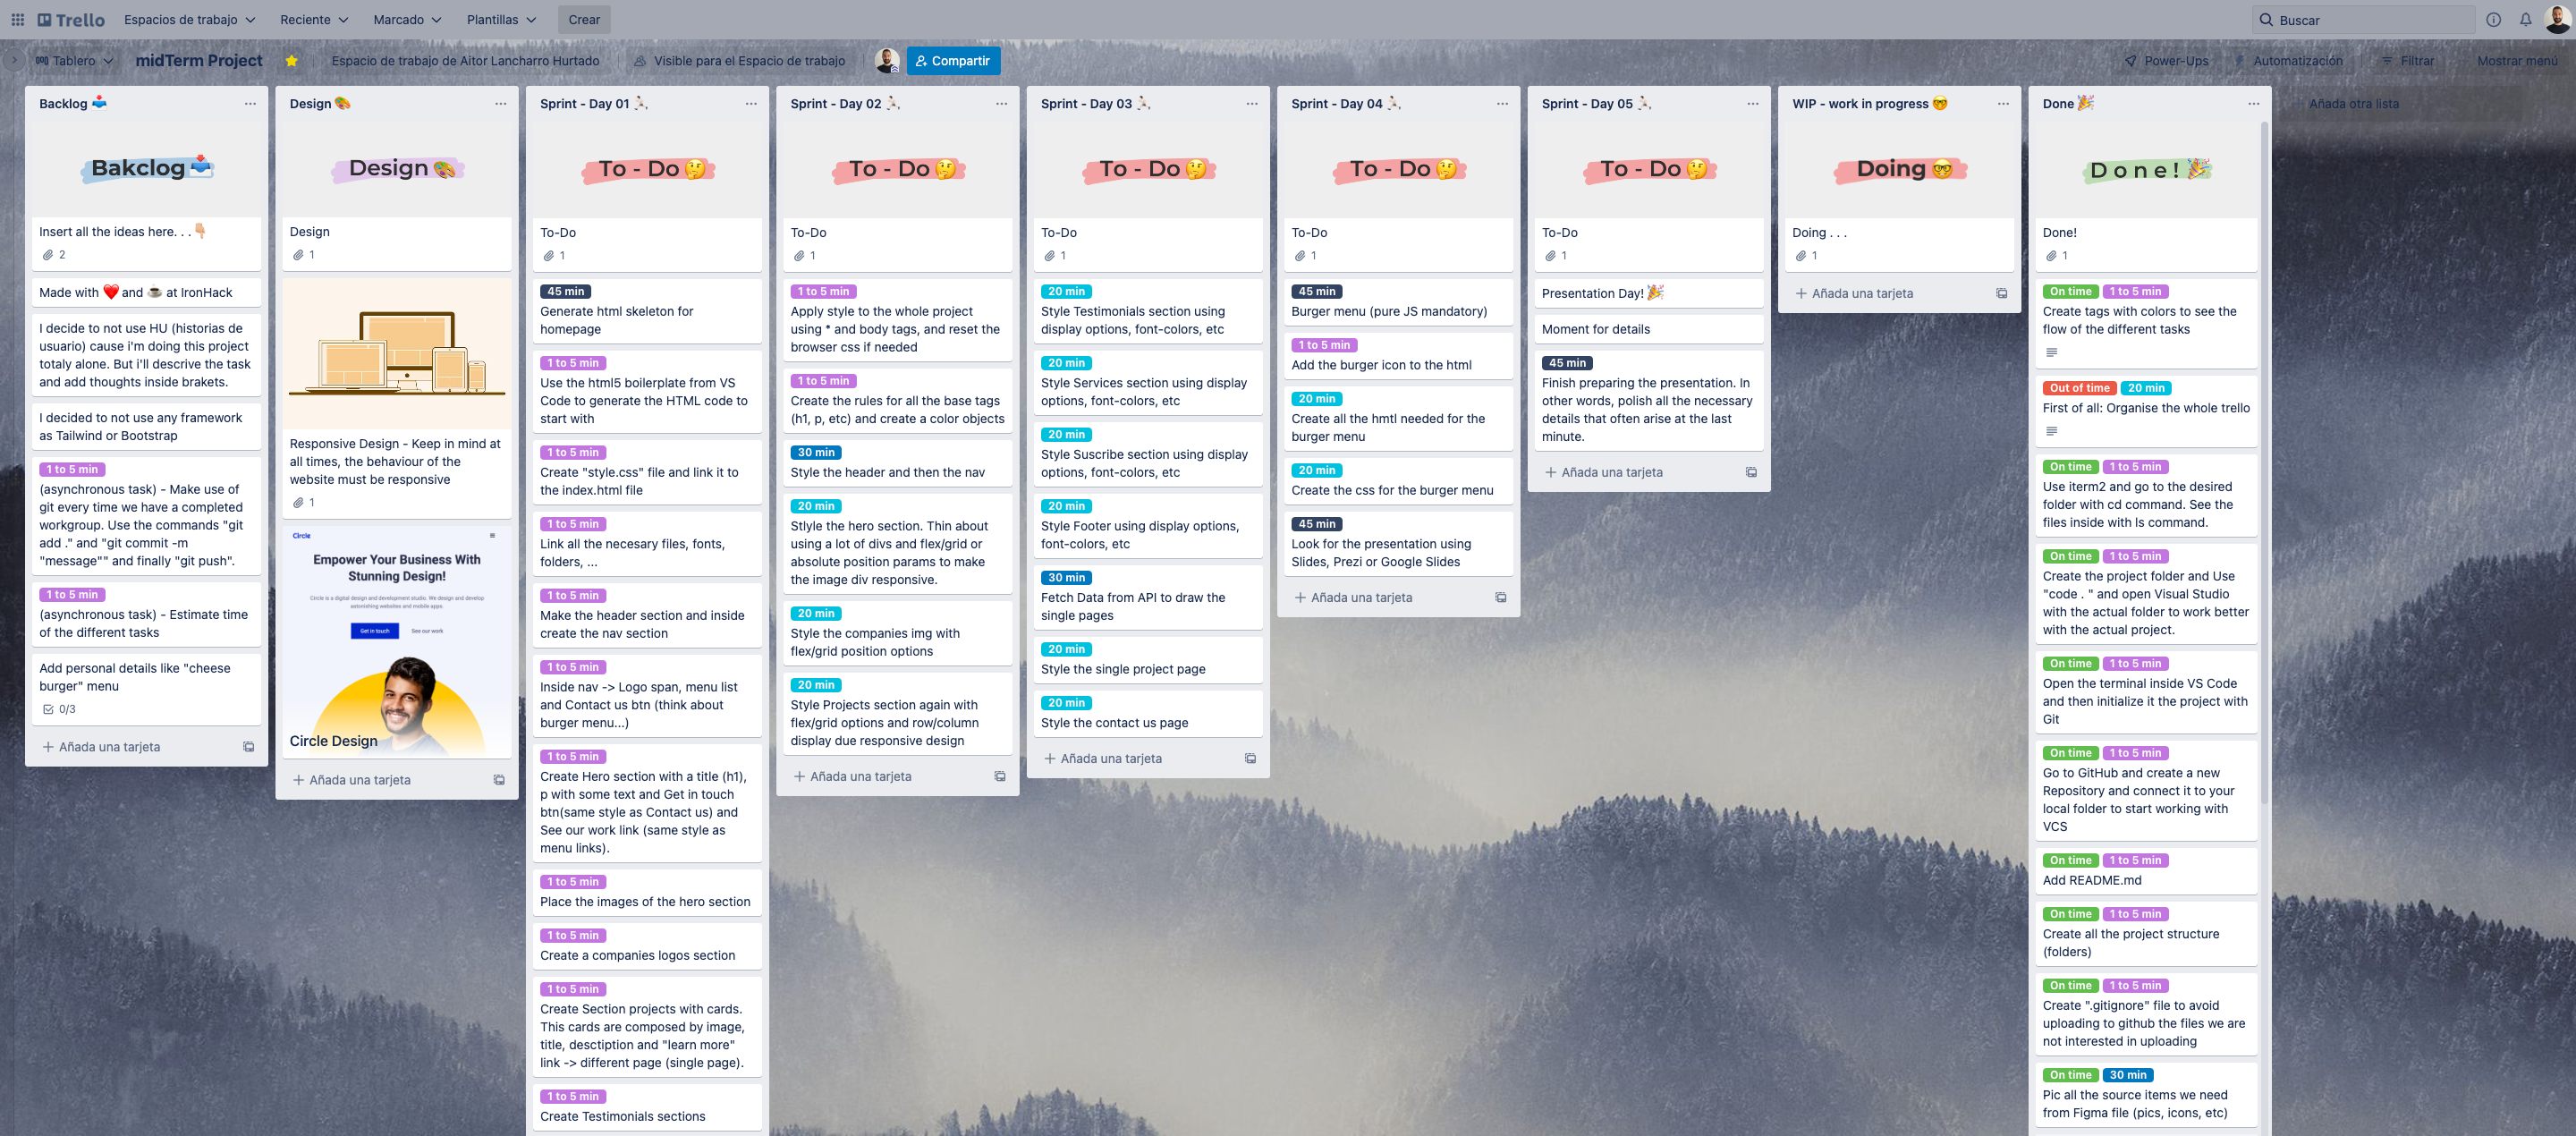 Trello Espacios de trabajo Reciente Marcado Plantillas Crear Buscar
Tablero midTerm Project Espacio de trabajo de Aitor Lancharro Hurtado Visible para el Espacio de trabajo Compartir Power-Ups Automatización Filtrar Mostrar menú
Backlog
Bakclog
Insert all the ideas here. . .
2
Made with ❤️ and ☕ at IronHack
I decide to not use HU (historias de
usuario) cause i'm doing this project
totaly alone. But i'll descrive the task
and add thoughts inside brakets.
I decided to not use any framework
as Tailwind or Bootstrap
1 to 5 min
(asynchronous task) - Make use of
git every time we have a completed
workgroup. Use the commands "git
add ." and "git commit -m
"message"" and finally "git push".
1 to 5 min
(asynchronous task) - Estimate time
of the different tasks
Add personal details like "cheese
burger" menu
0/3
Añada una tarjeta
Design
Design
Design
1
Responsive Design - Keep in mind at
all times, the behaviour of the
website must be responsive
1
Circle
Empower Your Business With
Stunning Design!
Circle is a digital design and development studio. We design and develop
astonishing websites and mobile apps.
Get in touch See our work
Circle Design
Añada una tarjeta
Sprint - Day 01
To - Do
To-Do
1
45 min
Generate html skeleton for
homepage
1 to 5 min
Use the html5 boilerplate from VS
Code to generate the HTML code to
start with
1 to 5 min
Create "style.css" file and link it to
the index.html file
1 to 5 min
Link all the necesary files, fonts,
folders, ...
1 to 5 min
Make the header section and inside
create the nav section
1 to 5 min
Inside nav -> Logo span, menu list
and Contact us btn (think about
burger menu...)
1 to 5 min
Create Hero section with a title (h1),
p with some text and Get in touch
btn(same style as Contact us) and
See our work link (same style as
menu links).
1 to 5 min
Place the images of the hero section
1 to 5 min
Create a companies logos section
1 to 5 min
Create Section projects with cards.
This cards are composed by image,
title, desctiption and "learn more"
link -> different page (single page).
1 to 5 min
Create Testimonials sections
Sprint - Day 02
To - Do
To-Do
1
1 to 5 min
Apply style to the whole project
using * and body tags, and reset the
browser css if needed
1 to 5 min
Create the rules for all the base tags
(h1, p, etc) and create a color objects
30 min
Style the header and then the nav
20 min
Stlyle the hero section. Thin about
using a lot of divs and flex/grid or
absolute position params to make
the image div responsive.
20 min
Style the companies img with
flex/grid position options
20 min
Style Projects section again with
flex/grid options and row/column
display due responsive design
Añada una tarjeta
Sprint - Day 03
To - Do
To-Do
1
20 min
Style Testimonials section using
display options, font-colors, etc
20 min
Style Services section using display
options, font-colors, etc
20 min
Style Suscribe section using display
options, font-colors, etc
20 min
Style Footer using display options,
font-colors, etc
30 min
Fetch Data from API to draw the
single pages
20 min
Style the single project page
20 min
Style the contact us page
Añada una tarjeta
Sprint - Day 04
To - Do
To-Do
1
45 min
Burger menu (pure JS mandatory)
1 to 5 min
Add the burger icon to the html
20 min
Create all the hmtl needed for the
burger menu
20 min
Create the css for the burger menu
45 min
Look for the presentation using
Slides, Prezi or Google Slides
Añada una tarjeta
Sprint - Day 05
To - Do
To-Do
1
Presentation Day!
Moment for details
45 min
Finish preparing the presentation. In
other words, polish all the necessary
details that often arise at the last
minute.
Añada una tarjeta
WIP - work in progress
Doing
Doing . . .
1
Añada una tarjeta
Done
Done!
Done!
1
On time 1 to 5 min
Create tags with colors to see the
flow of the different tasks
Out of time 20 min
First of all: Organise the whole trello
On time 1 to 5 min
Use iterm2 and go to the desired
folder with cd command. See the
files inside with ls command.
On time 1 to 5 min
Create the project folder and Use
"code . " and open Visual Studio
with the actual folder to work better
with the actual project.
On time 1 to 5 min
Open the terminal inside VS Code
and then initialize it the project with
Git
On time 1 to 5 min
Go to GitHub and create a new
Repository and connect it to your
local folder to start working with
VCS
On time 1 to 5 min
Add README.md
On time 1 to 5 min
Create all the project structure
(folders)
On time 1 to 5 min
Create ".gitignore" file to avoid
uploading to github the files we are
not interested in uploading
On time 30 min
Pic all the source items we need
from Figma file (pics, icons, etc)
Añada otra lista